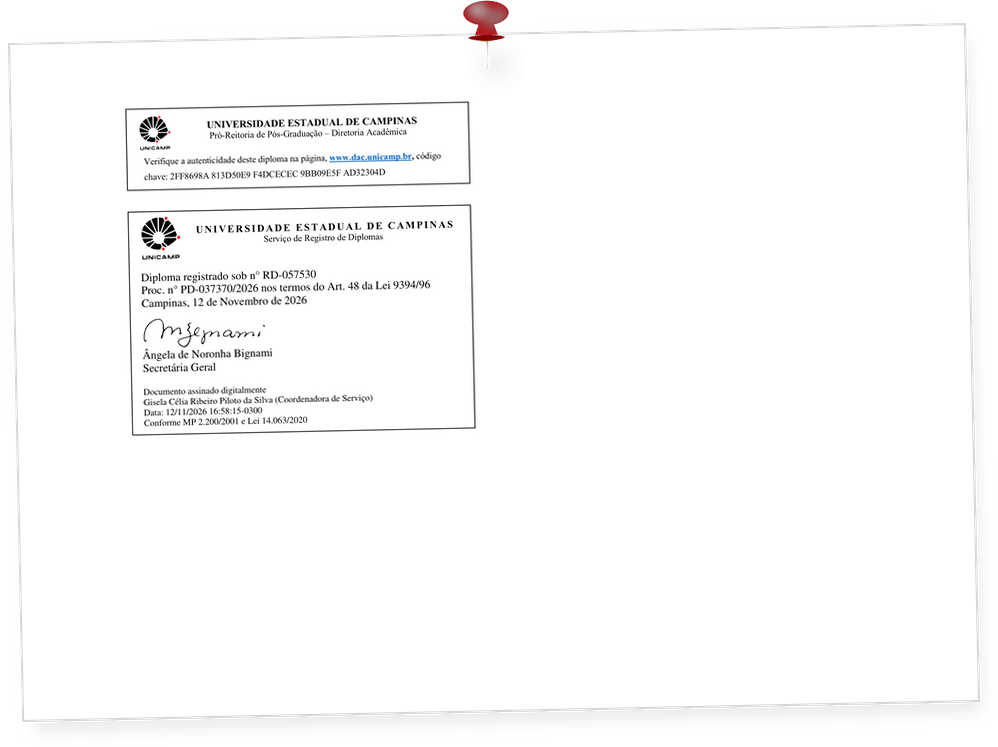 UNIVERSIDADE ESTADUAL DE CAMPINAS
Pró-Reitoria de Pós-Graduação – Diretoria Acadêmica
UNICAMP
Verifique a autenticidade deste diploma na página, www.dac.unicamp.br, código
chave: 2FF8698A 813D50E9 F4DCECEC 9BB09E5F AD32304D
UNIVERSIDADE ESTADUAL DE CAMPINAS
Serviço de Registro de Diplomas
UNICAMP
Diploma registrado sob n° RD-057530
Proc. n° PD-037370/2026 nos termos do Art. 48 da Lei 9394/96
Campinas, 12 de Novembro de 2026
Ângela de Noronha Bignami
Secretária Geral
Documento assinado digitalmente
Gisela Célia Ribeiro Piloto da Silva (Coordenadora de Serviço)
Data: 12/11/2026 16:58:15-0300
Conforme MP 2.200/2001 e Lei 14.063/2020